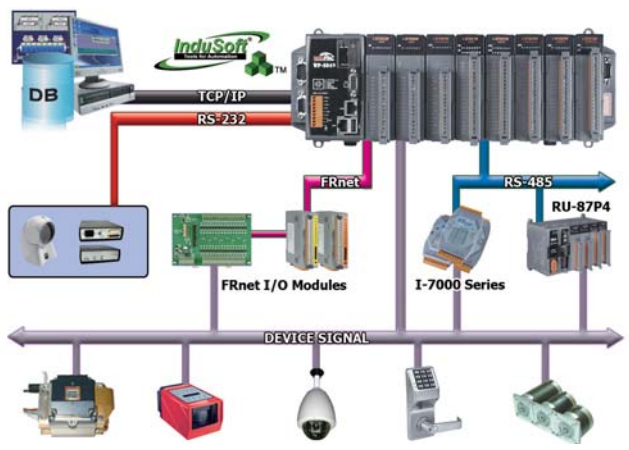 InduSoft
Tools for Automation
TM
DB
TCP/IP
RS-232
FRnet
RS-485
RU-87P4
FRnet I/O Modules
I-7000 Series
DEVICE SIGNAL